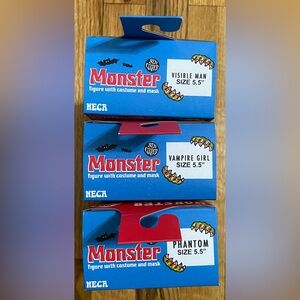 Monster
figure with costume and mask
VISIBLE MAN
SIZE 5.5"
NECA
Monster
figure with costume and mask
VAMPIRE GIRL
SIZE 5.5"
NECA
MONSTER
Monster
figure with costume and mask
PHANTOM
SIZE 5.5"
NECA